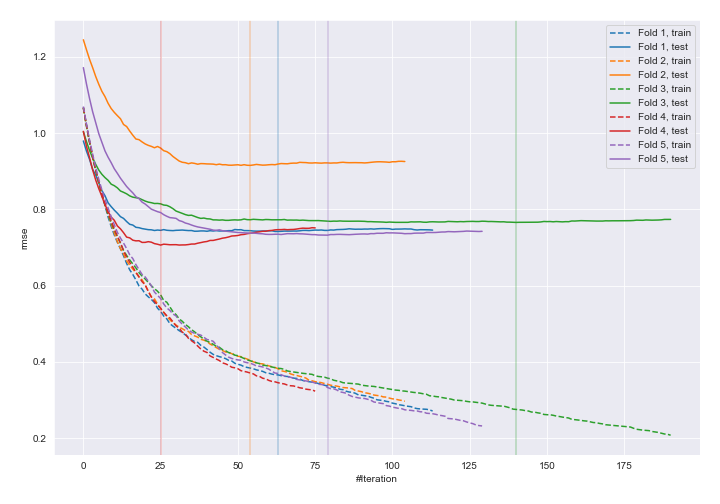 Fold 1, train
Fold 1, test
Fold 2, train
Fold 2, test
Fold 3, train
Fold 3, test
Fold 4, train
Fold 4, test
Fold 5, train
Fold 5, test
1.2
1.0
0.8
0.6
0.4
0.2
rmse
0 25 50 75 100 125 150 175
#Iteration